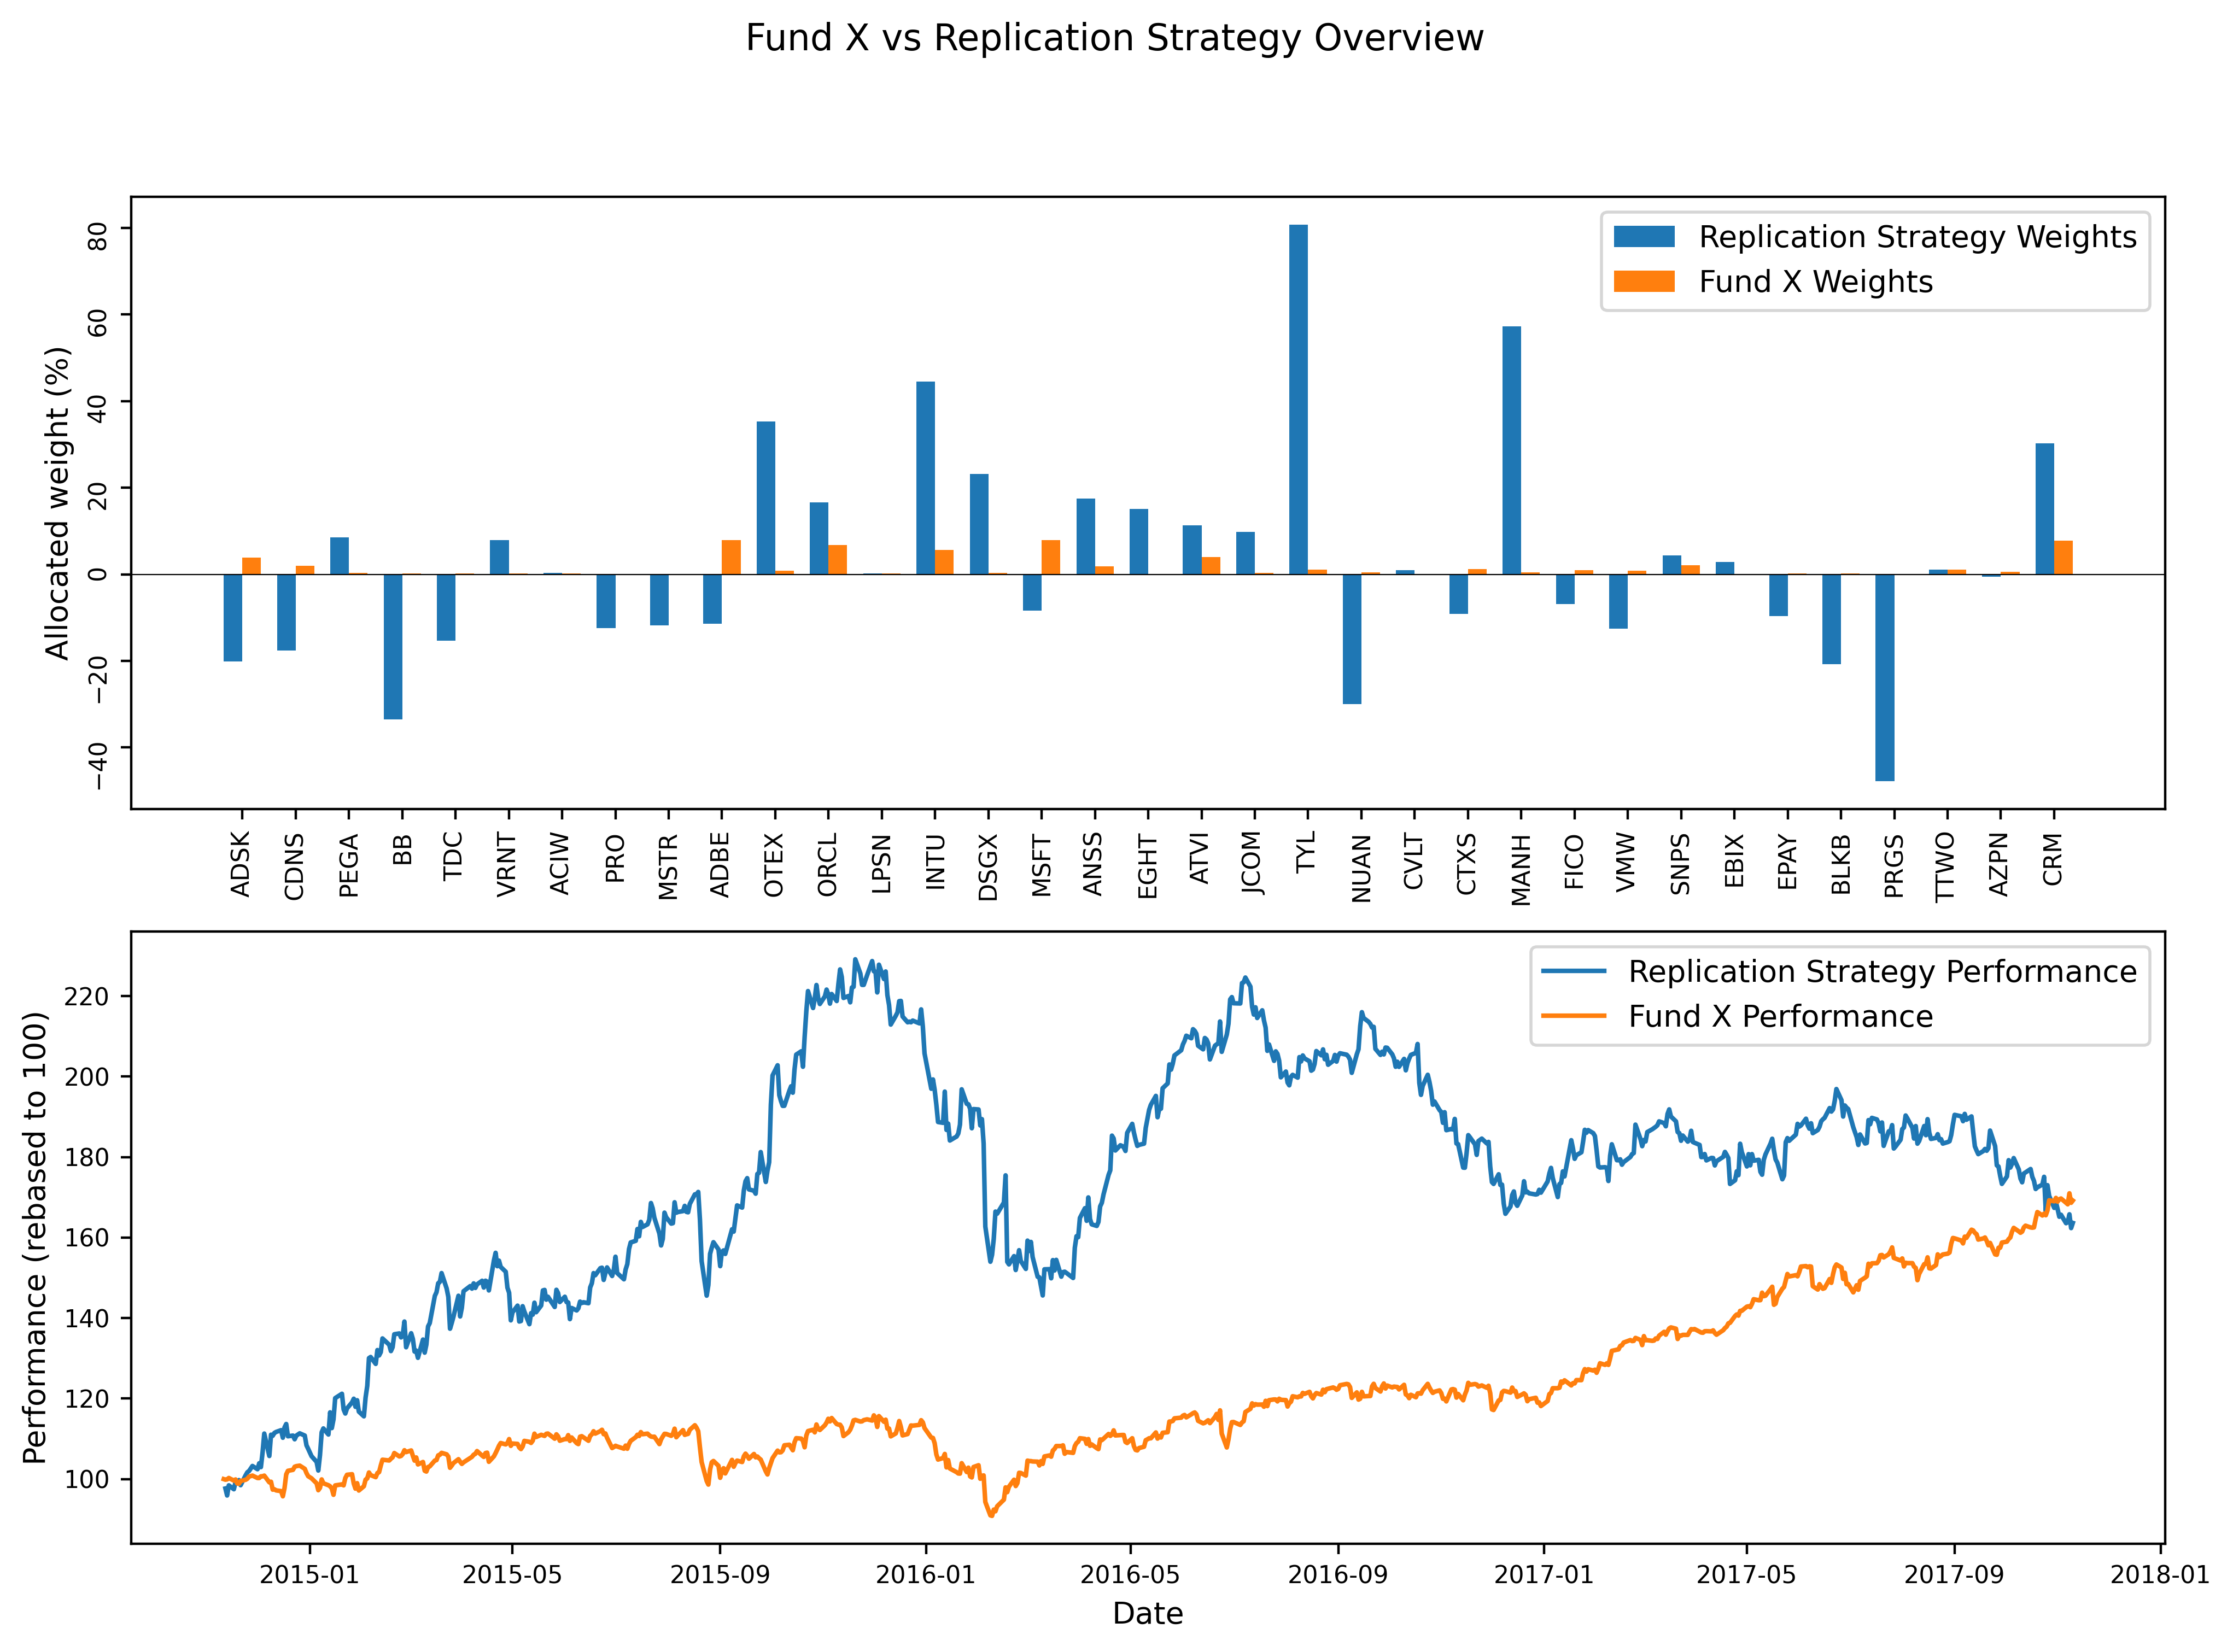 Fund X vs Replication Strategy Overview
Replication Strategy Weights
Fund X Weights
Allocated weight (%)
80
60
40
20
0
−20
−40
ADSK CDNS PEGA BB TDC VRNT ACIW PRO MSTR ADBE OTEX ORCL LPSN INTU DSGX MSFT ANSS EGHT ATVI JCOM TYL NUAN CVLT CTXS MANH FICO VMW SNPS EBIX EPAY BLKB PRGS TTWO AZPN CRM
Replication Strategy Performance
Fund X Performance
Performance (rebased to 100)
220
200
180
160
140
120
100
2015-01 2015-05 2015-09 2016-01 2016-05 2016-09 2017-01 2017-05 2017-09 2018-01
Date